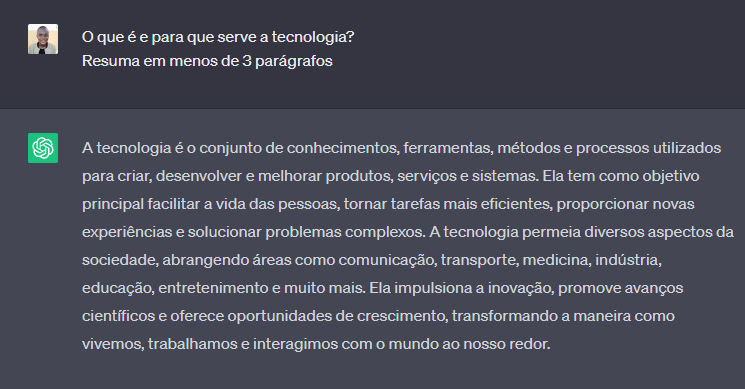 O que é e para que serve a tecnologia?
Resuma em menos de 3 parágrafos
A tecnologia é o conjunto de conhecimentos, ferramentas, métodos e processos utilizados
para criar, desenvolver e melhorar produtos, serviços e sistemas. Ela tem como objetivo
principal facilitar a vida das pessoas, tornar tarefas mais eficientes, proporcionar novas
experiências e solucionar problemas complexos. A tecnologia permeia diversos aspectos da
sociedade, abrangendo áreas como comunicação, transporte, medicina, indústria,
educação, entretenimento e muito mais. Ela impulsiona a inovação, promove avanços
científicos e oferece oportunidades de crescimento, transformando a maneira como
vivemos, trabalhamos e interagimos com o mundo ao nosso redor.